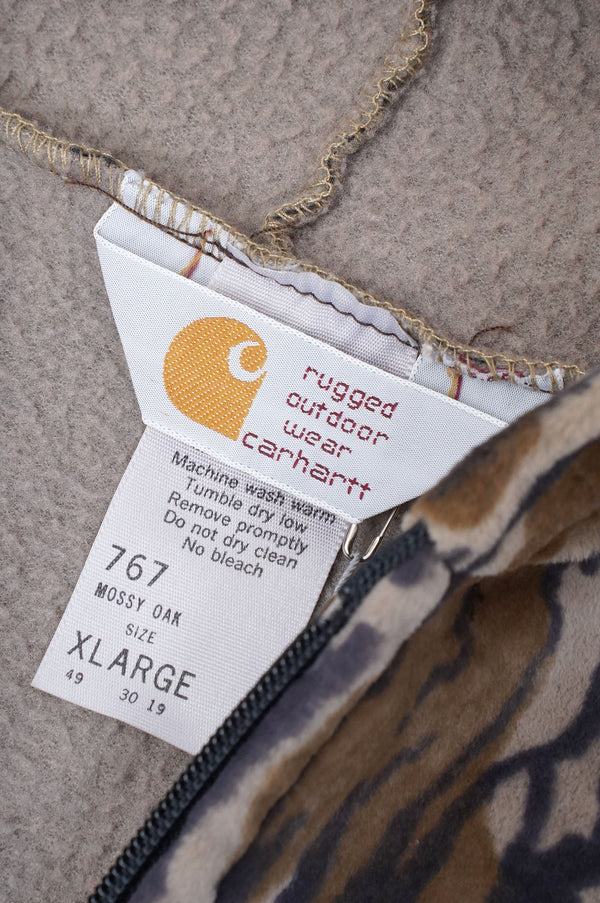 rugged
outdoor
wear
carhartt
Machine wash warm
Tumble dry low
Remove promptly
Do not dry clean
No bleach
767
MOSSY OAK
SIZE
XLARGE
49 30 19